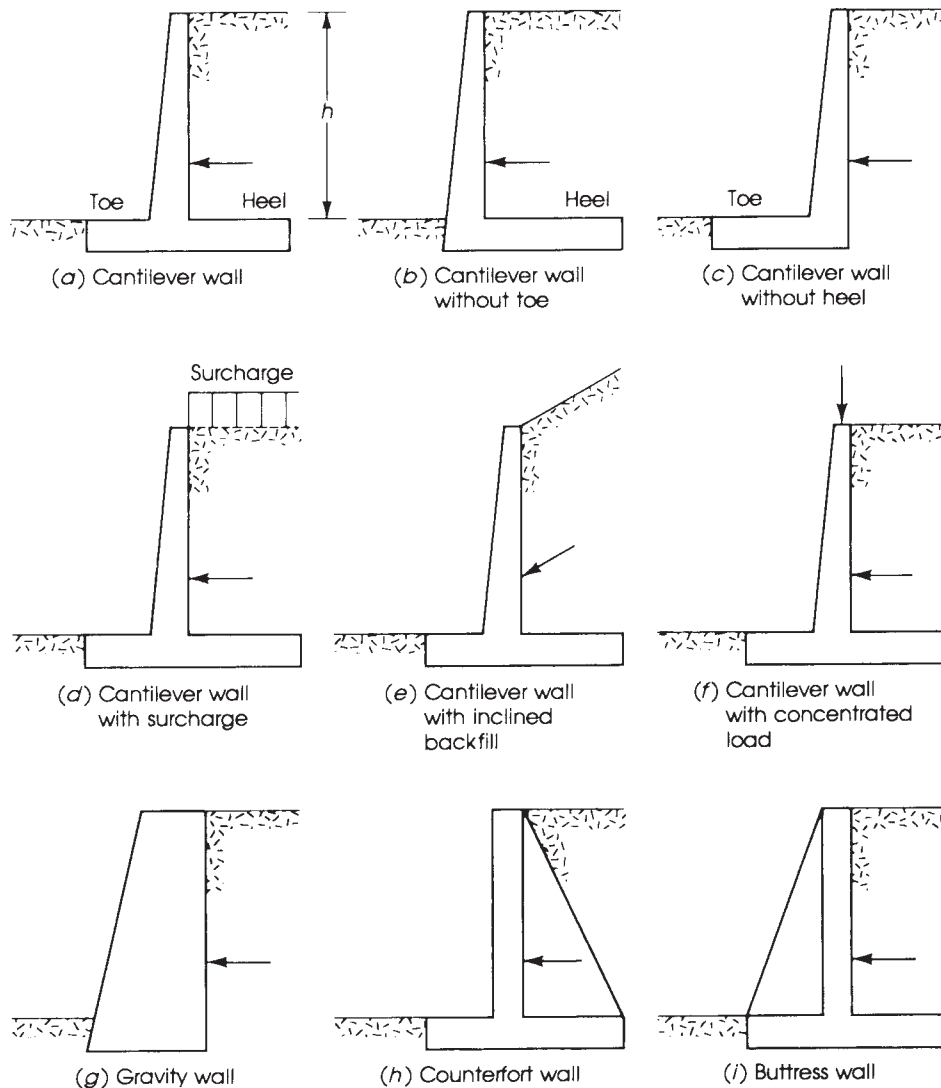 h
Toe
Heel
(a) Cantilever wall
Heel
(b) Cantilever wall
without toe
Toe
(c) Cantilever wall
without heel
Surcharge
(d) Cantilever wall
with surcharge
(e) Cantilever wall
with inclined
backfill
(f) Cantilever wall
with concentrated
load
(g) Gravity wall
(h) Counterfort wall
(i) Buttress wall